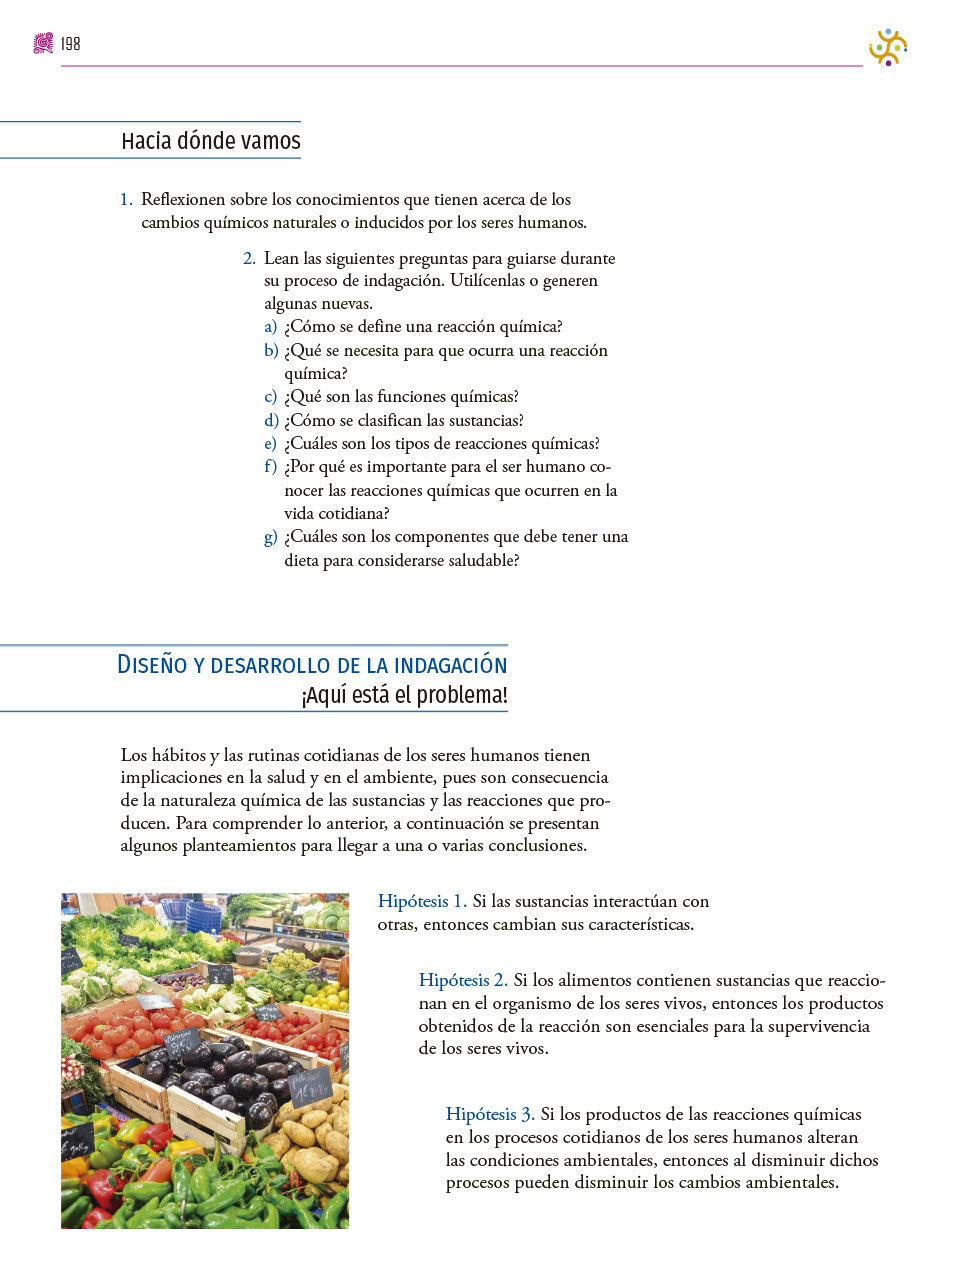 198
Hacia dónde vamos
1. Reflexionen sobre los conocimientos que tienen acerca de los
cambios químicos naturales o inducidos por los seres humanos.
2. Lean las siguientes preguntas para guiarse durante
su proceso de indagación. Utilícenlas o generen
algunas nuevas.
a) ¿Cómo se define una reacción química?
b) ¿Qué se necesita para que ocurra una reacción
química?
c) ¿Qué son las funciones químicas?
d) ¿Cómo se clasifican las sustancias?
e) ¿Cuáles son los tipos de reacciones químicas?
f) ¿Por qué es importante para el ser humano co-
nocer las reacciones químicas que ocurren en la
vida cotidiana?
g) ¿Cuáles son los componentes que debe tener una
dieta para considerarse saludable?
Diseño y desarrollo de la indagación
¡Aquí está el problema!
Los hábitos y las rutinas cotidianas de los seres humanos tienen
implicaciones en la salud y en el ambiente, pues son consecuencia
de la naturaleza química de las sustancias y las reacciones que pro-
ducen. Para comprender lo anterior, a continuación se presentan
algunos planteamientos para llegar a una o varias conclusiones.
Hipótesis 1. Si las sustancias interactúan con
otras, entonces cambian sus características.
Hipótesis 2. Si los alimentos contienen sustancias que reaccio-
nan en el organismo de los seres vivos, entonces los productos
obtenidos de la reacción son esenciales para la supervivencia
de los seres vivos.
Hipótesis 3. Si los productos de las reacciones químicas
en los procesos cotidianos de los seres humanos alteran
las condiciones ambientales, entonces al disminuir dichos
procesos pueden disminuir los cambios ambientales.